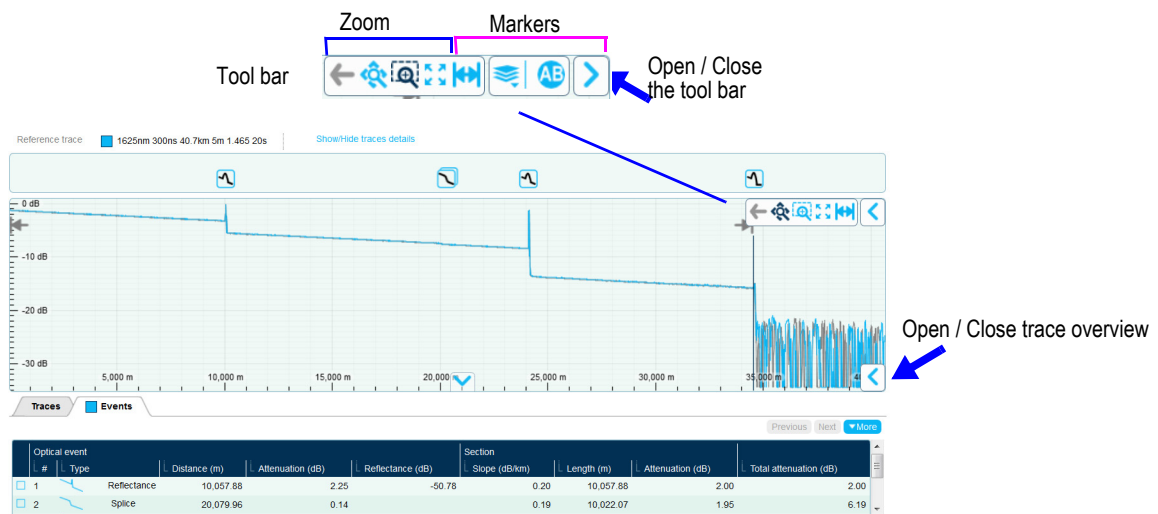 Zoom
Markers
Tool bar
AB
Open / Close
the tool bar
Reference trace
1625nm 300ns 40.7km 5m 1.465 20s
Show/Hide traces details
0 dB
-10 dB
-20 dB
-30 dB
5,000 m
10,000 m
15,000 m
20,000
25,000 m
30,000 m
35,000 m
Open / Close trace overview
Traces
Events
Previous
Next
More
Optical event
Section
# Type Distance (m) Attenuation (dB) Reflectance (dB) Slope (dB/km) Length (m) Attenuation (dB) Total attenuation (dB)
1 Reflectance 10,057.88 2.25 -50.78 0.20 10,057.88 2.00 2.00
2 Splice 20,079.96 0.14 0.19 10,022.07 1.95 6.19